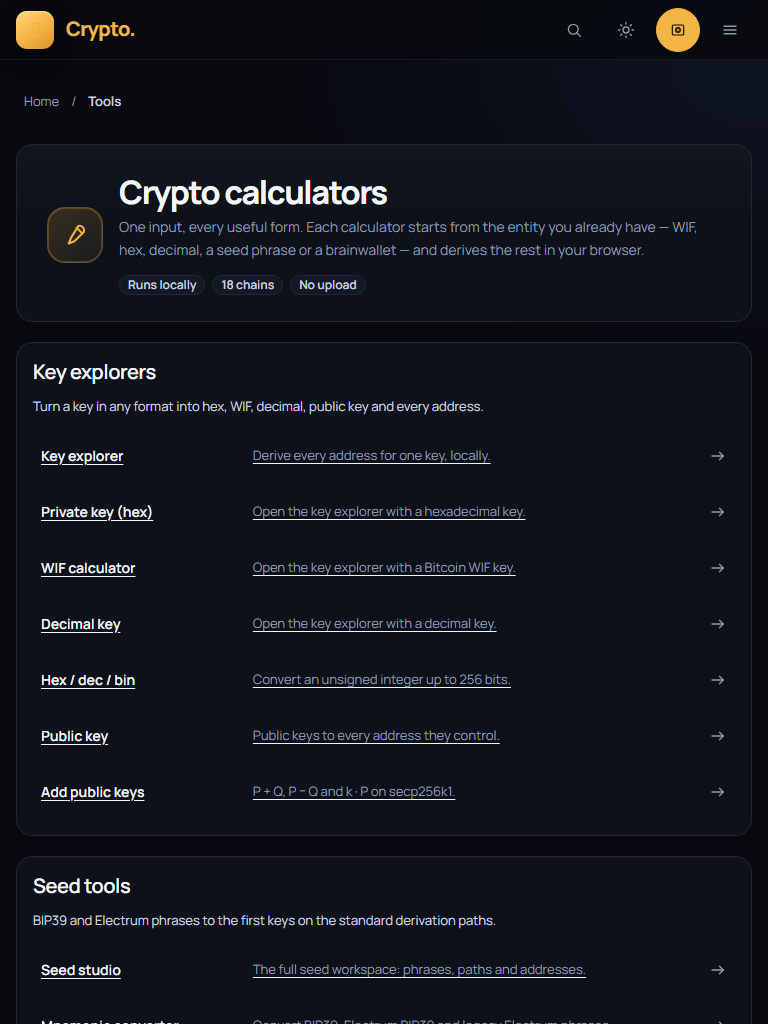 Crypto.
Home / Tools
Crypto calculators
One input, every useful form. Each calculator starts from the entity you already have — WIF,
hex, decimal, a seed phrase or a brainwallet — and derives the rest in your browser.
Runs locally 18 chains No upload
Key explorers
Turn a key in any format into hex, WIF, decimal, public key and every address.
Key explorer Derive every address for one key, locally.
Private key (hex) Open the key explorer with a hexadecimal key.
WIF calculator Open the key explorer with a Bitcoin WIF key.
Decimal key Open the key explorer with a decimal key.
Hex / dec / bin Convert an unsigned integer up to 256 bits.
Public key Public keys to every address they control.
Add public keys P + Q, P − Q and k · P on secp256k1.
Seed tools
BIP39 and Electrum phrases to the first keys on the standard derivation paths.
Seed studio The full seed workspace: phrases, paths and addresses.